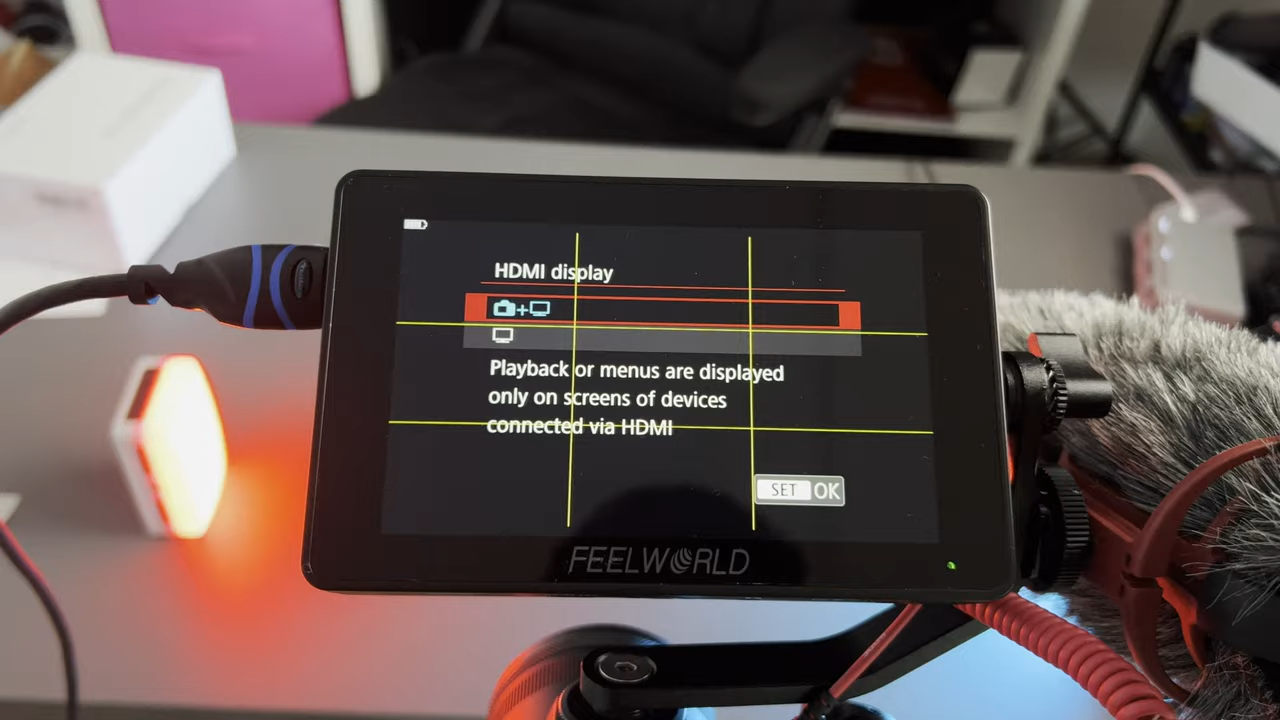 HDMI display
+
Playback or menus are displayed
only on screens of devices
connected via HDMI
SET OK
FEELWORLD